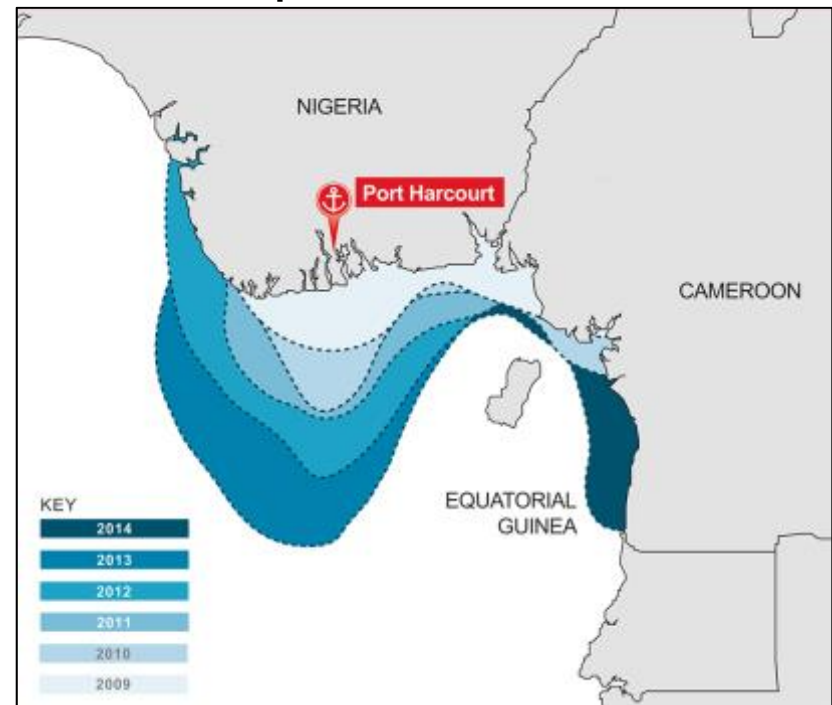 NIGERIA
Port Harcourt
CAMEROON
EQUATORIAL
GUINEA
KEY
2014
2013
2012
2011
2010
2009